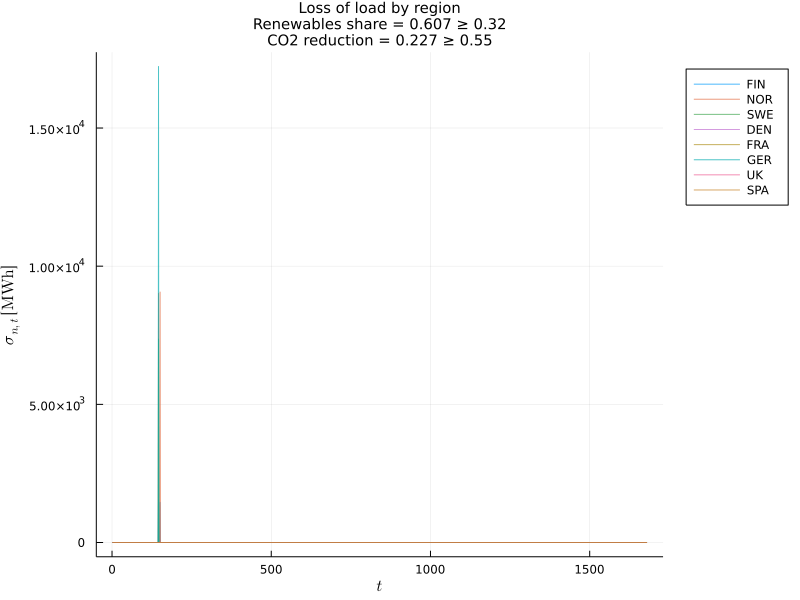 Loss of load by region
Renewables share = 0.607 ≥ 0.32
CO2 reduction = 0.227 ≥ 0.55
FIN
NOR
SWE
DEN
FRA
GER
UK
SPA
1.50×10⁴
1.00×10⁴
5.00×10³
0
σₙ,ₜ [MWh]
0 500 1000 1500
t